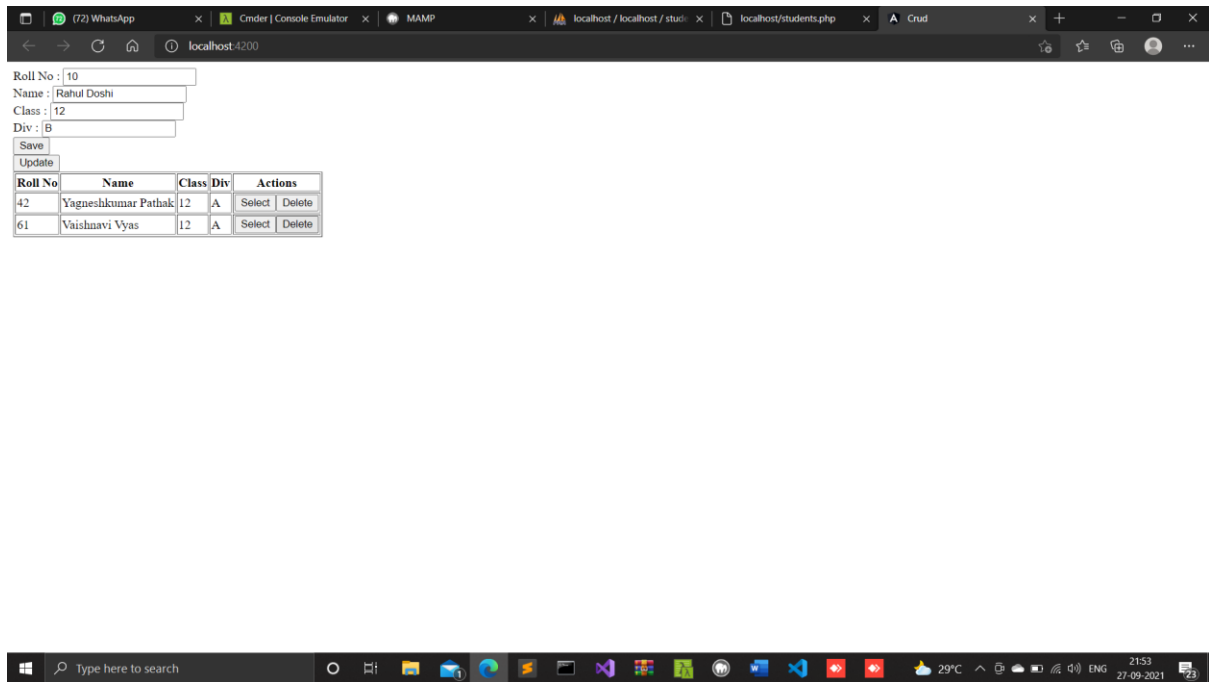 (72) WhatsApp
Cmder | Console Emulator
MAMP
localhost / localhost / stude
localhost/students.php
Crud
localhost:4200
Roll No : 10
Name : Rahul Doshi
Class : 12
Div : B
Save
Update
Roll No Name Class Div Actions
42 Yagneshkumar Pathak 12 A Select Delete
61 Vaishnavi Vyas 12 A Select Delete
Type here to search
29°C ENG 21:53
27-09-2021
23